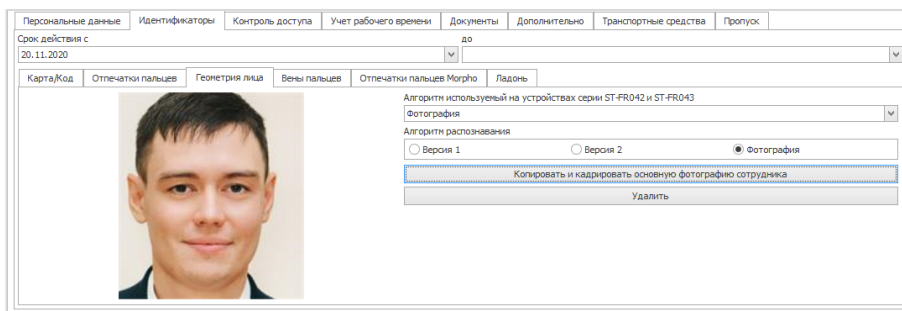 Персональные данные Идентификаторы Контроль доступа Учет рабочего времени Документы Дополнительно Транспортные средства Пропуск
Срок действия с до
20.11.2020
Карта/Код Отпечатки пальцев Геометрия лица Вены пальцев Отпечатки пальцев Morpho Ладонь
Алгоритм используемый на устройствах серии ST-FR042 и ST-FR043
Фотография
Алгоритм распознавания
Версия 1 Версия 2 Фотография
Копировать и кадрировать основную фотографию сотрудника
Удалить